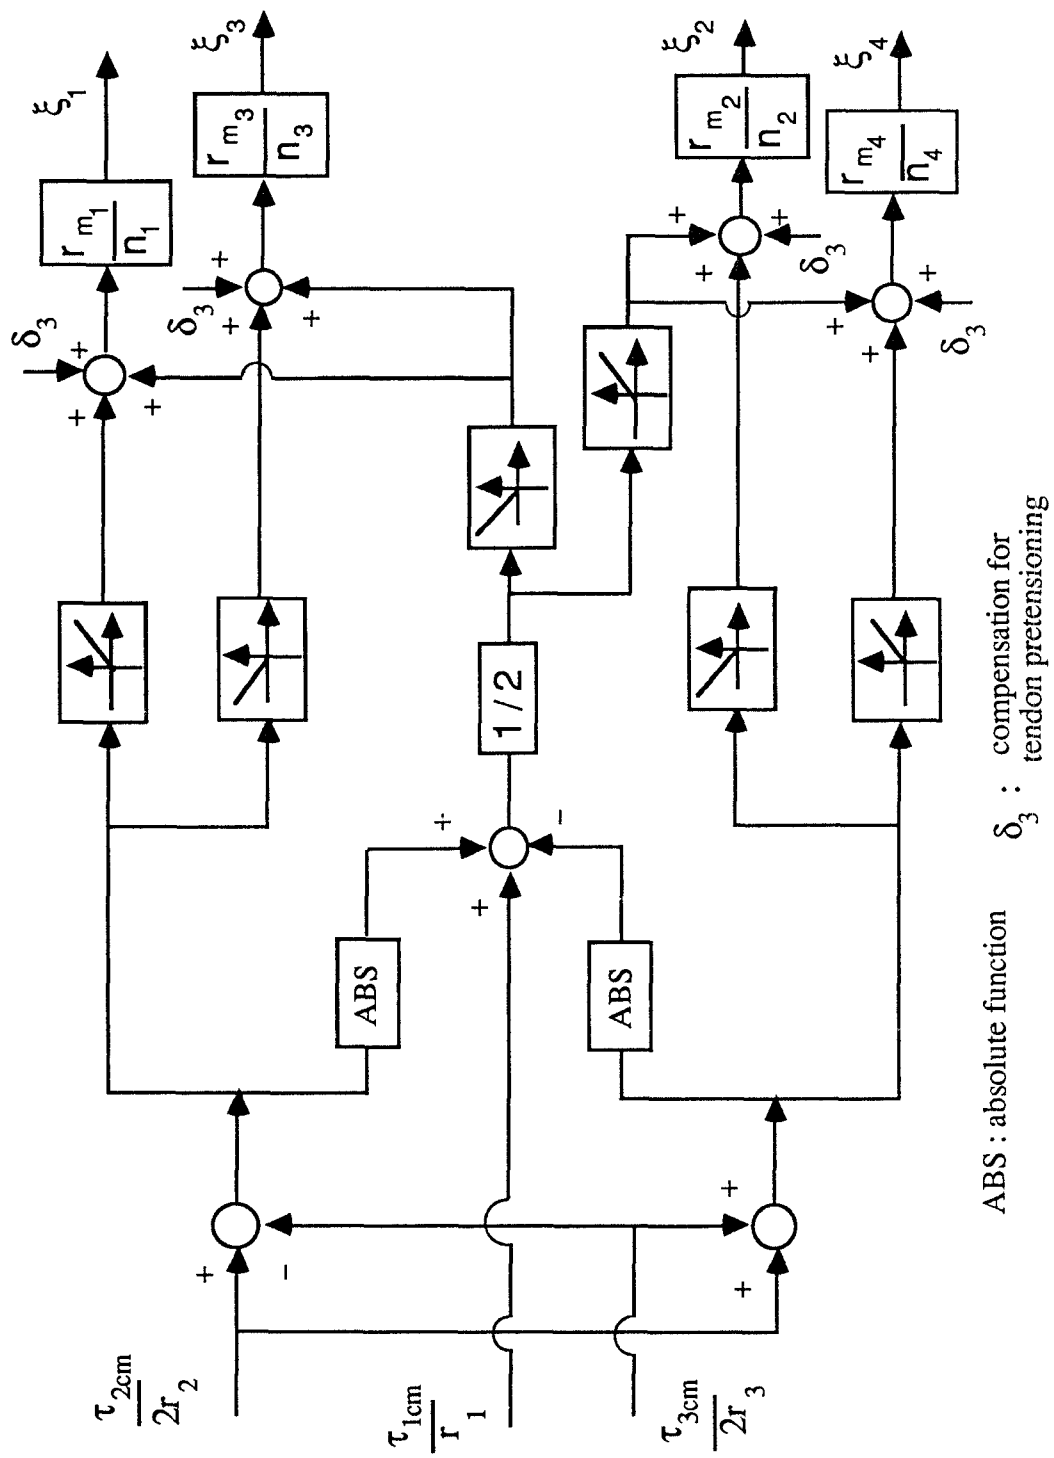 ξ1
ξ3
ξ2
ξ4
r m1
n1
r m3
n3
r m2
n2
r m4
n4
δ3
+
+
+
δ3
+
+
+
+
+
+
δ3
+
+
+
δ3
1/2
+
+
−
ABS
ABS
+
−
+
+
τ2cm
2r2
τ1cm
r1
τ3cm
2r3
ABS : absolute function
δ3 : compensation for
tendon pretensioning